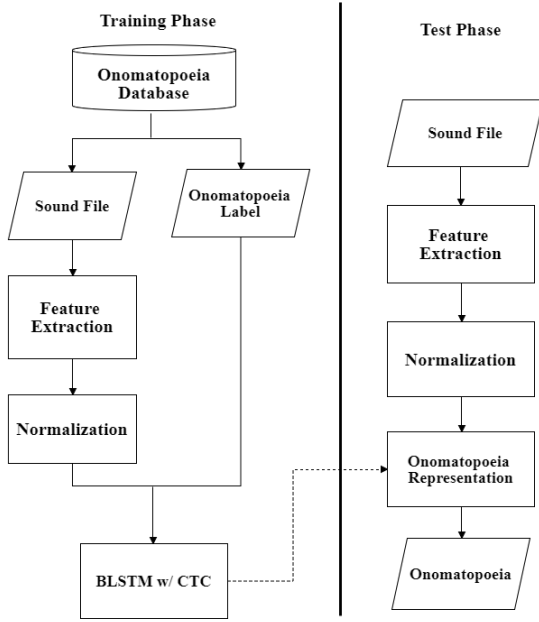 Training Phase
Onomatopoeia
Database
Sound File
Onomatopoeia
Label
Feature
Extraction
Normalization
BLSTM w/ CTC
Test Phase
Sound File
Feature
Extraction
Normalization
Onomatopoeia
Representation
Onomatopoeia